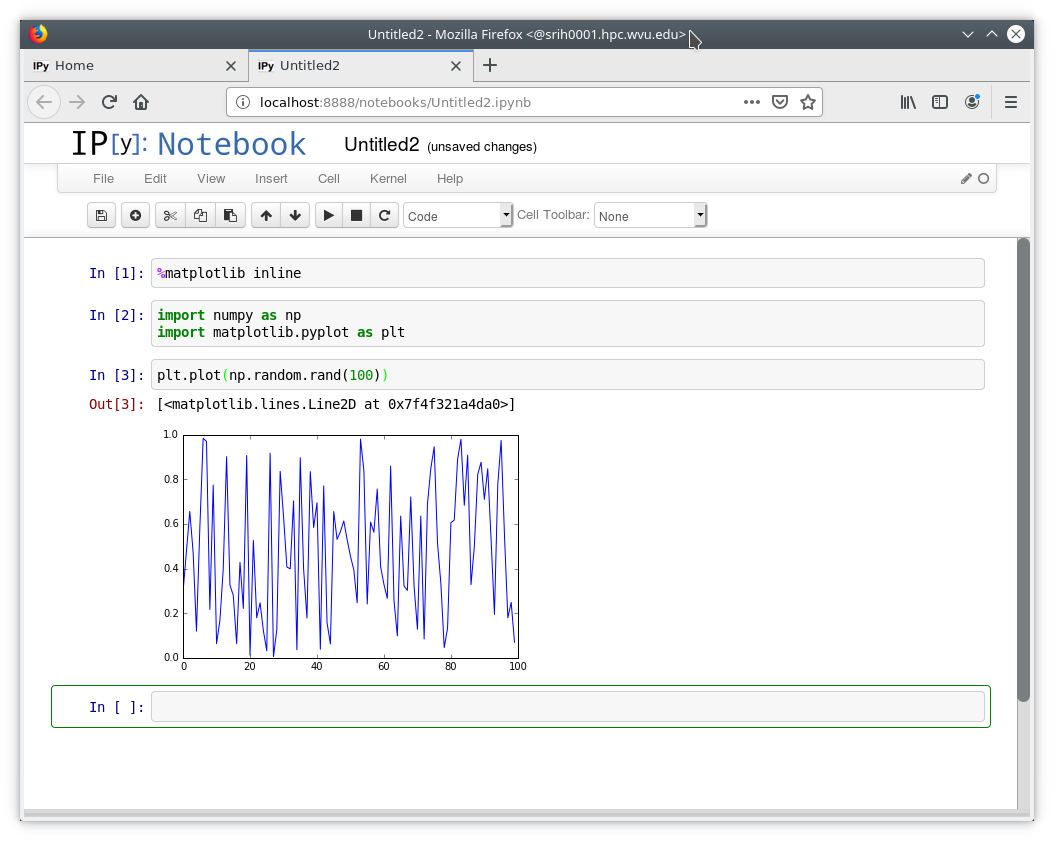 Untitled2 - Mozilla Firefox <@srih0001.hpc.wvu.edu>
IPy Home
IPy Untitled2
localhost:8888/notebooks/Untitled2.ipynb
IP[y]: Notebook Untitled2 (unsaved changes)
File Edit View Insert Cell Kernel Help
Code Cell Toolbar: None
In [1]: %matplotlib inline
In [2]: import numpy as np
import matplotlib.pyplot as plt
In [3]: plt.plot(np.random.rand(100))
Out[3]: [<matplotlib.lines.Line2D at 0x7f4f321a4da0>]
1.0
0.8
0.6
0.4
0.2
0.0
0 20 40 60 80 100
In [ ]: